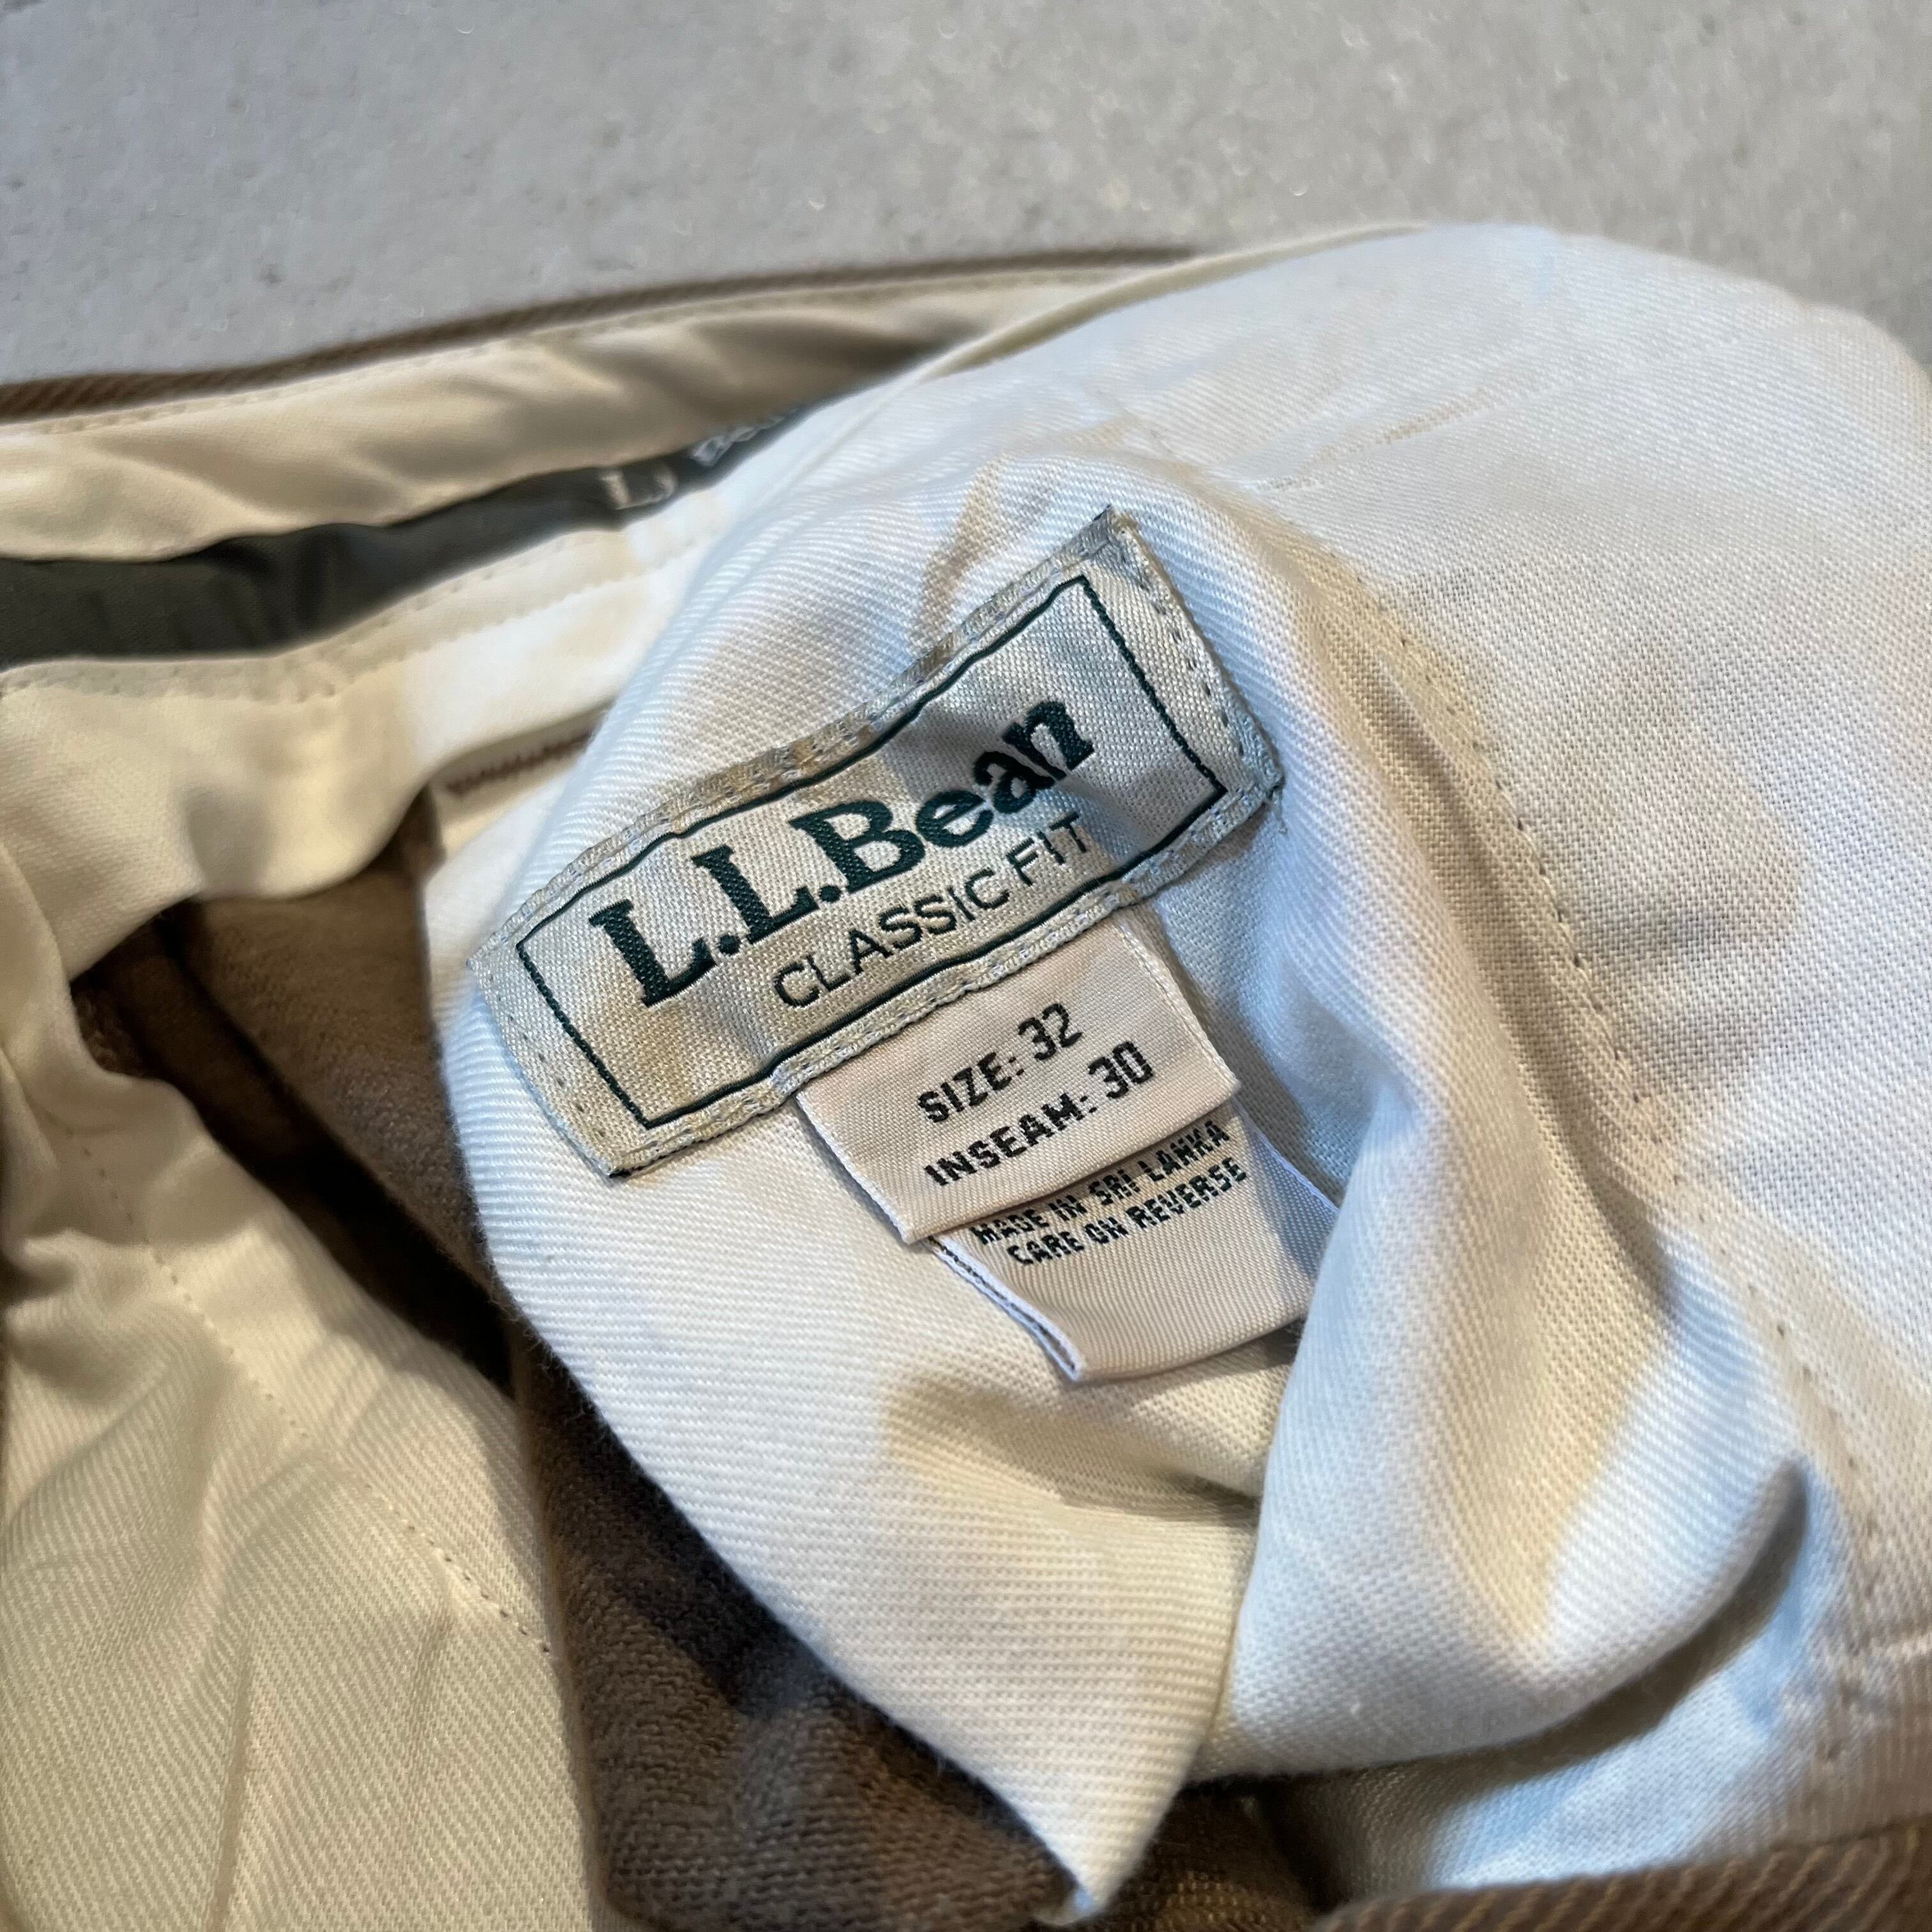 L.L.Bean
CLASSIC FIT
SIZE: 32
INSEAM: 30
MADE IN SRI LANKA
CARE ON REVERSE